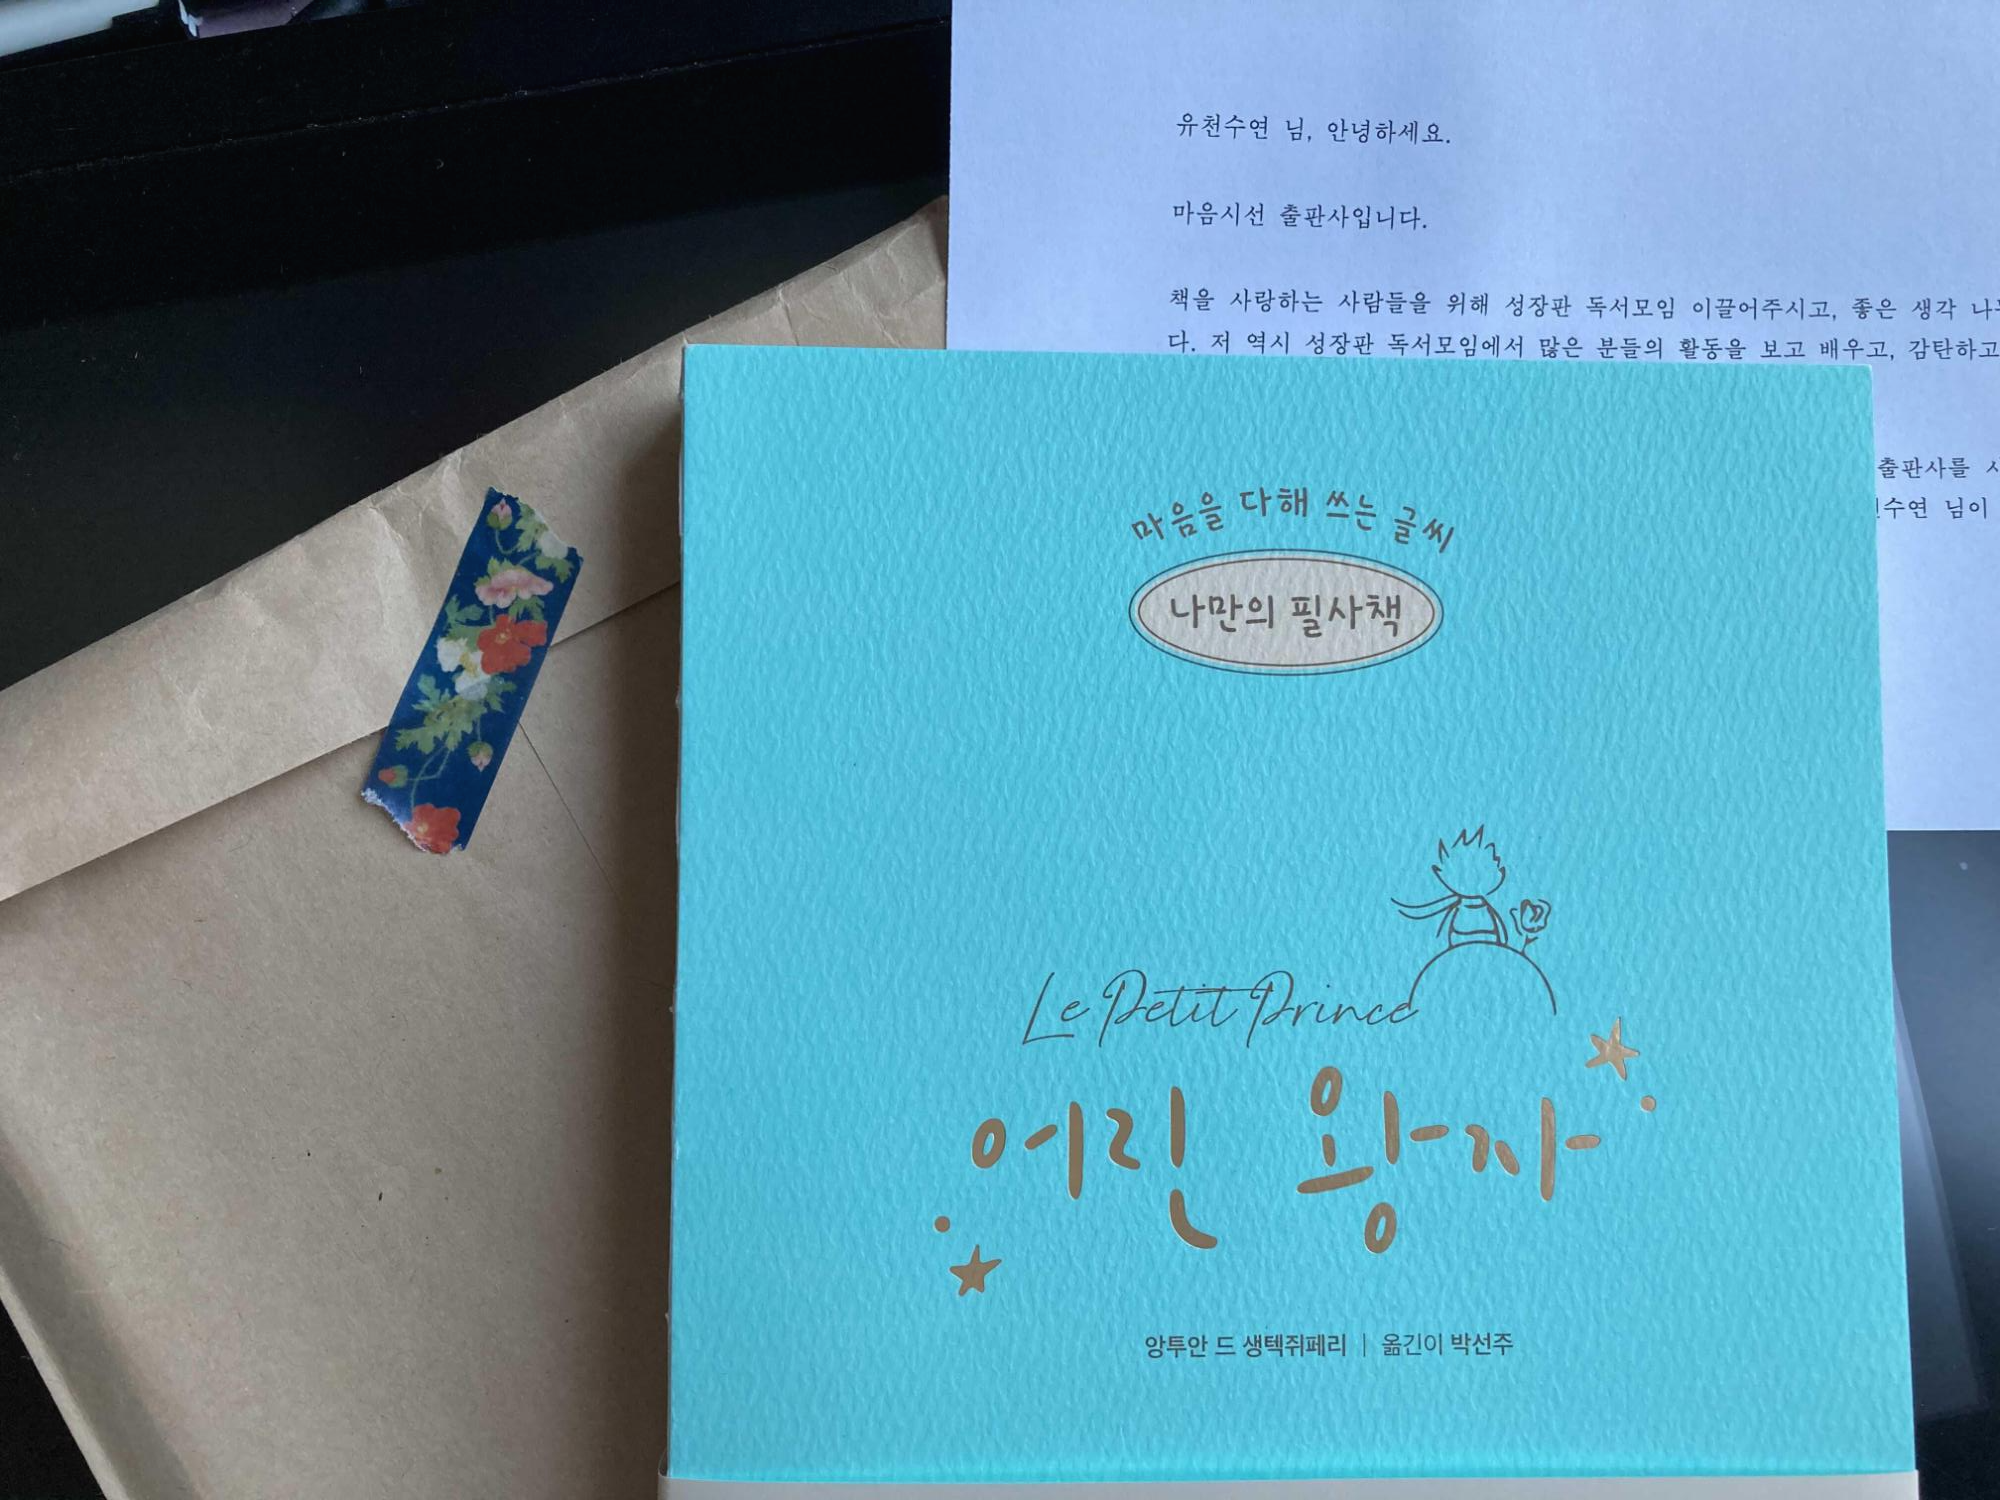 유천수연 님, 안녕하세요.
마음시선 출판사입니다.
책을 사랑하는 사람들을 위해 성장판 독서모임 이끌어주시고, 좋은 생각
다. 저 역시 성장판 독서모임에서 많은 분들의 활동을 보고 배우고, 감탄하고
출판사를
님이
마음을 다해 쓰는 글씨
나만의 필사책
Le Petit Prince
어린 왕자
앙투안 드 생텍쥐페리 | 옮긴이 박선주